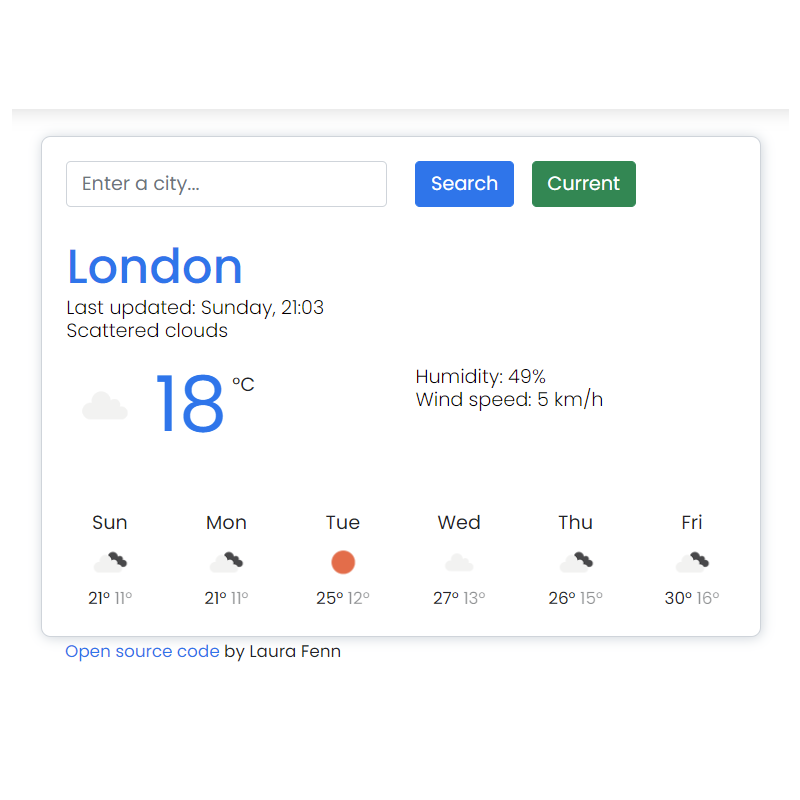 Enter a city...
Search
Current
London
Last updated: Sunday, 21:03
Scattered clouds
18 °C
Humidity: 49%
Wind speed: 5 km/h
Sun Mon Tue Wed Thu Fri
21° 11° 21° 11° 25° 12° 27° 13° 26° 15° 30° 16°
Open source code by Laura Fenn